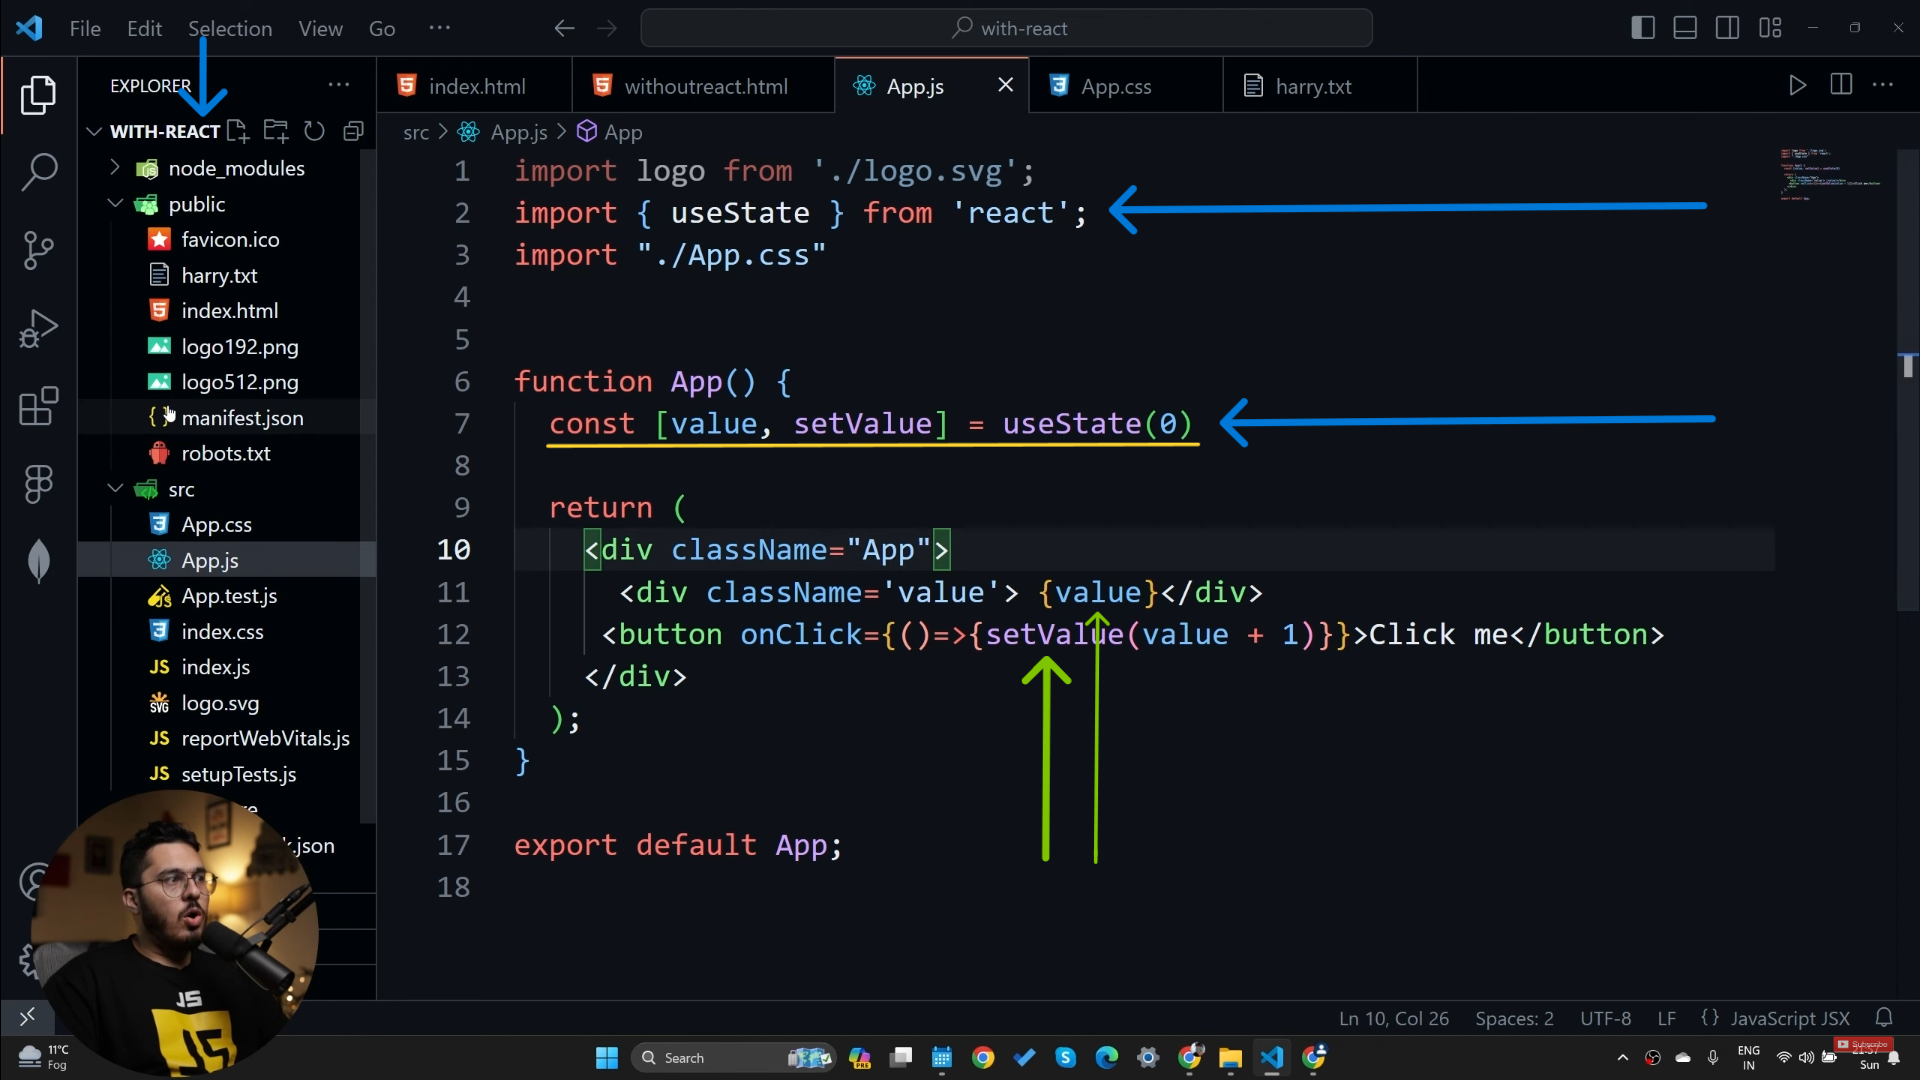 File Edit Selection View Go ··· with-react
EXPLORER ···
index.html withoutreact.html App.js App.css harry.txt
WITH-REACT
src > App.js > App
node_modules
public
favicon.ico
harry.txt
index.html
logo192.png
logo512.png
manifest.json
robots.txt
src
App.css
App.js
App.test.js
index.css
index.js
logo.svg
reportWebVitals.js
setupTests.js
.json
1 import logo from './logo.svg';
2 import { useState } from 'react';
3 import "./App.css"
4
5
6 function App() {
7 const [value, setValue] = useState(0)
8
9 return (
10 <div className="App">
11 <div className='value'> {value}</div>
12 <button onClick={()=>{setValue(value + 1)}}>Click me</button>
13 </div>
14 );
15 }
16
17 export default App;
18
JS
JS
Ln 10, Col 26 Spaces: 2 UTF-8 LF {} JavaScript JSX
11°C
Fog
Search
ENG
IN
Subscribe
Sun